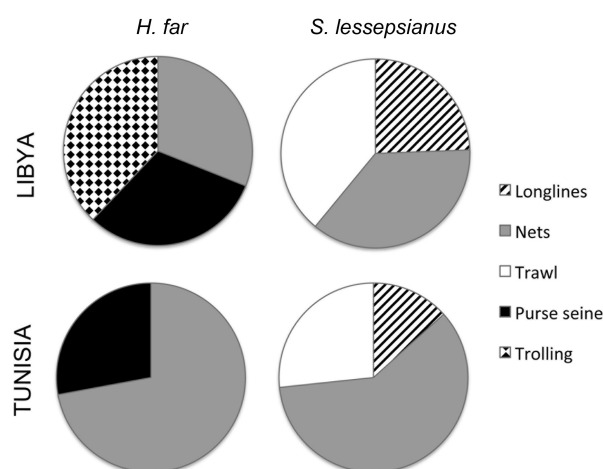 H. far
S. lessepsianus
LIBYA
TUNISIA
Longlines
Nets
Trawl
Purse seine
Trolling